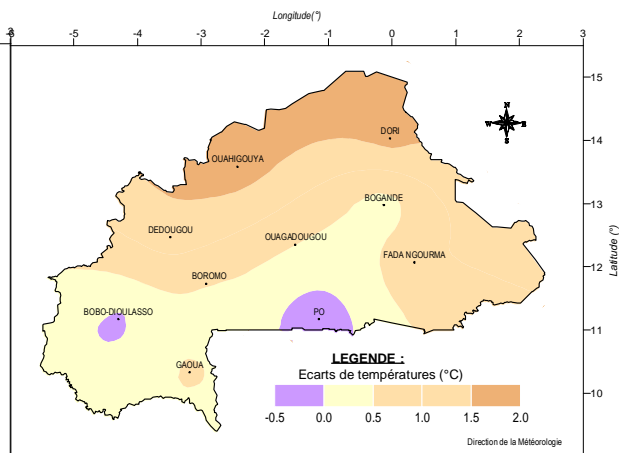 Longitude(°)
-3 -5 -4 -3 -2 -1 0 1 2 3
15
DORI
14
OUAHIGOUYA
N
W E
S
BOGANDE
13
DEDOUGOU
OUAGADOUGOU
FADA NGOURMA
12
Latitude (°)
BOROMO
BOBO-DIOULASSO
PO
11
LEGENDE :
GAOUA
Ecarts de températures (°C)
10
-0.5 0.0 0.5 1.0 1.5 2.0
Direction de la Météorologie